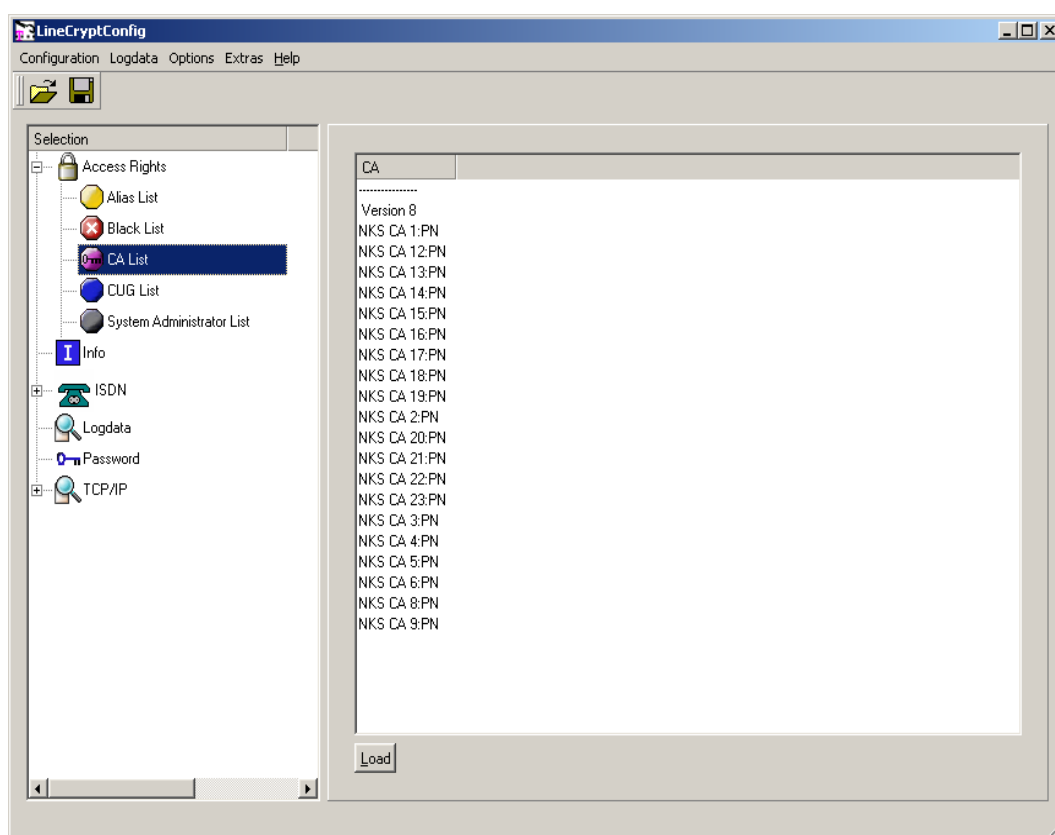 LineCryptConfig
Configuration Logdata Options Extras Help
Selection
Access Rights
Alias List
Black List
CA List
CUG List
System Administrator List
I Info
ISDN
Logdata
Password
TCP/IP
CA
----------------
Version 8
NKS CA 1:PN
NKS CA 12:PN
NKS CA 13:PN
NKS CA 14:PN
NKS CA 15:PN
NKS CA 16:PN
NKS CA 17:PN
NKS CA 18:PN
NKS CA 19:PN
NKS CA 2:PN
NKS CA 20:PN
NKS CA 21:PN
NKS CA 22:PN
NKS CA 23:PN
NKS CA 3:PN
NKS CA 4:PN
NKS CA 5:PN
NKS CA 6:PN
NKS CA 8:PN
NKS CA 9:PN
Load